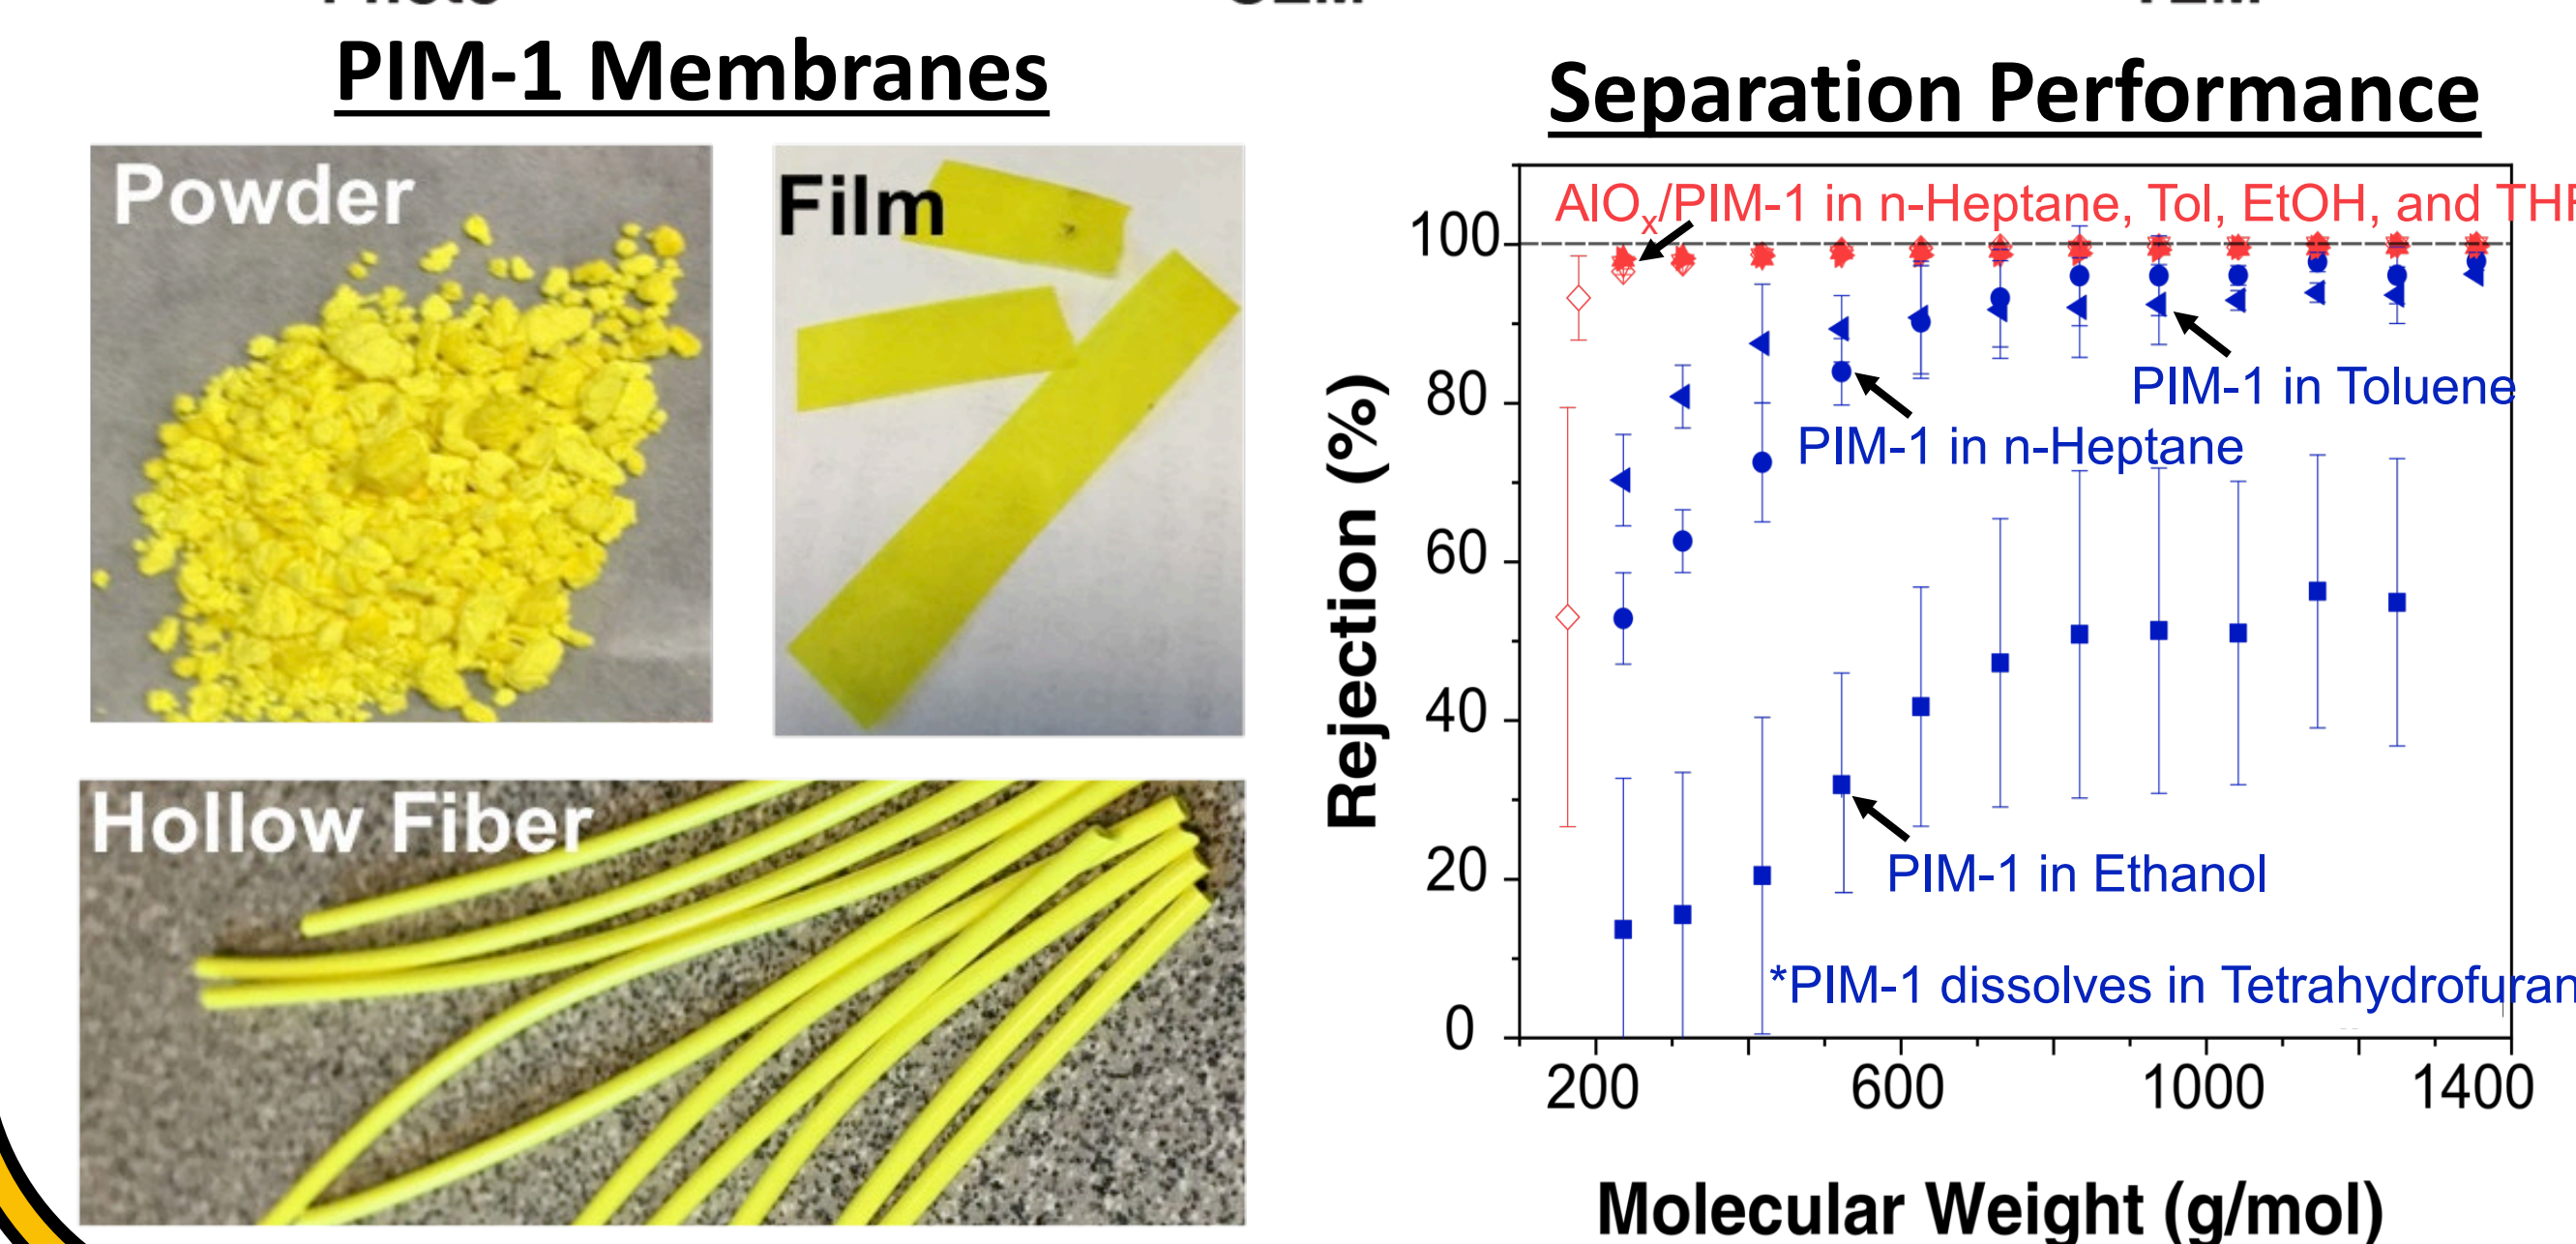 PIM-1 Membranes
Powder
Film
Hollow Fiber
Separation Performance
AlOx/PIM-1 in n-Heptane, Tol, EtOH, and THF
PIM-1 in Toluene
PIM-1 in n-Heptane
PIM-1 in Ethanol
*PIM-1 dissolves in Tetrahydrofuran
Rejection (%)
100
80
60
40
20
0
200 600 1000 1400
Molecular Weight (g/mol)